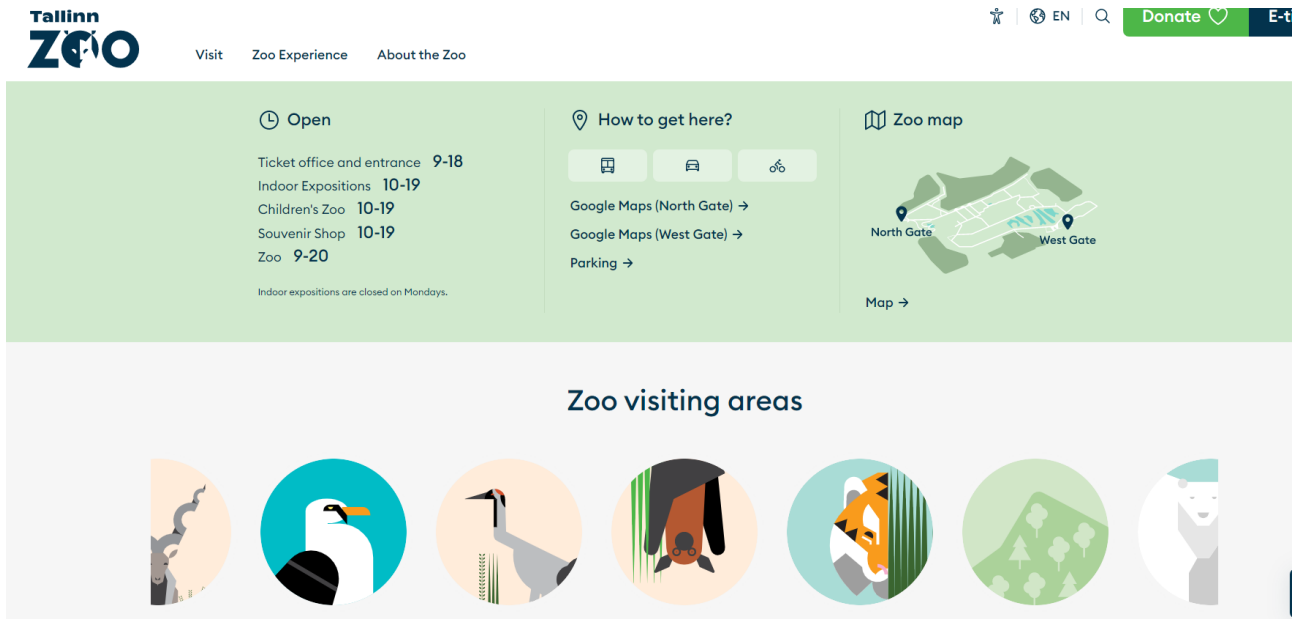 Tallinn
ZOO
Visit Zoo Experience About the Zoo
EN
Donate
E-t
Open
Ticket office and entrance 9-18
Indoor Expositions 10-19
Children's Zoo 10-19
Souvenir Shop 10-19
Zoo 9-20
Indoor expositions are closed on Mondays.
How to get here?
Google Maps (North Gate) →
Google Maps (West Gate) →
Parking →
Zoo map
North Gate
West Gate
Map →
Zoo visiting areas